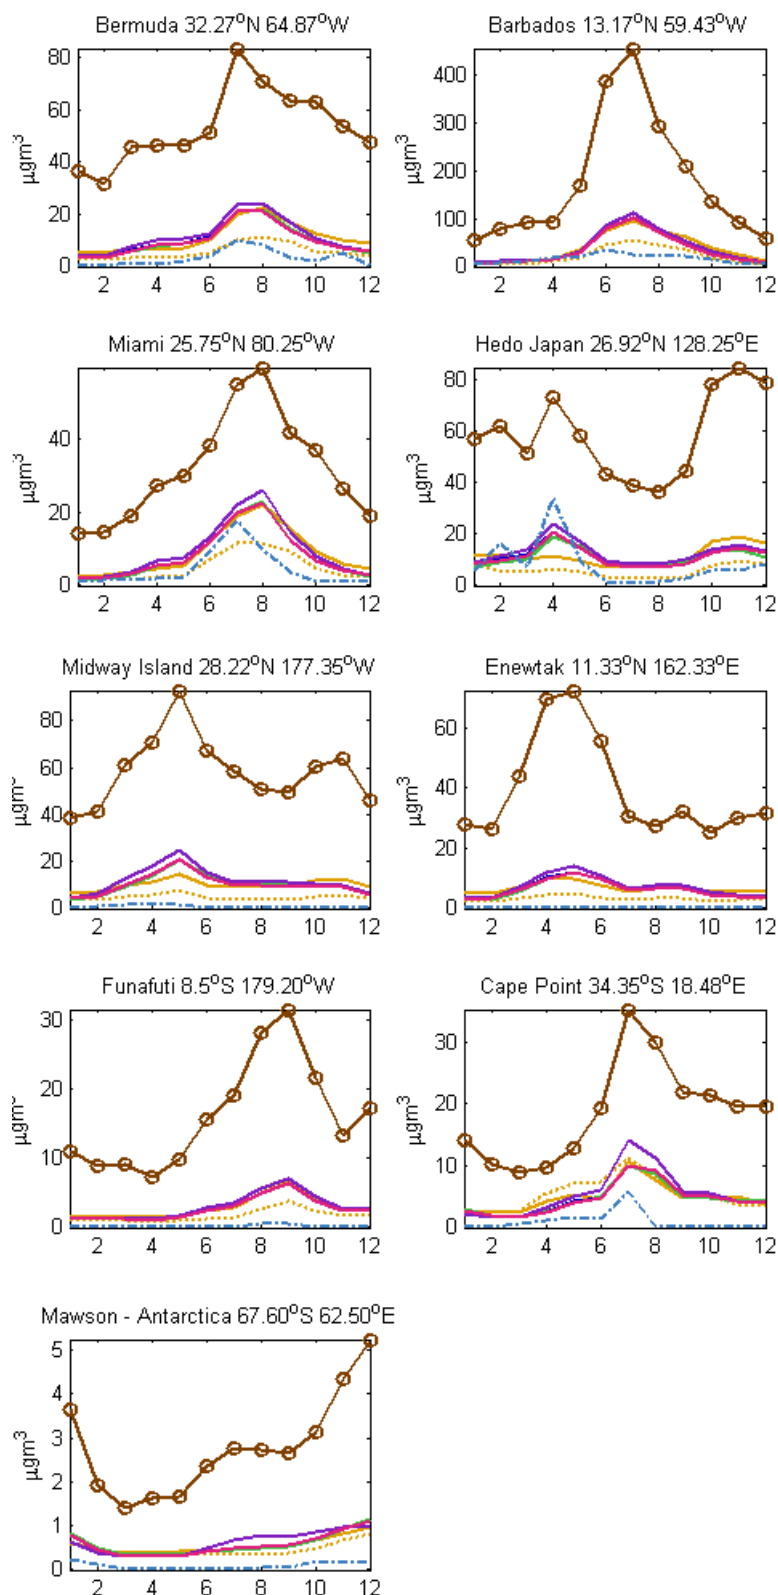 Bermuda 32.27°N 64.87°W
Barbados 13.17°N 59.43°W
μgm³
80
60
40
20
0
2 4 6 8 10 12
μgm³
400
300
200
100
0
2 4 6 8 10 12
Miami 25.75°N 80.25°W
Hedo Japan 26.92°N 128.25°E
μgm³
40
20
0
2 4 6 8 10 12
μgm³
80
60
40
20
0
2 4 6 8 10 12
Midway Island 28.22°N 177.35°W
Enewtak 11.33°N 162.33°E
μgm³
80
60
40
20
0
2 4 6 8 10 12
μgm³
60
40
20
0
2 4 6 8 10 12
Funafuti 8.5°S 179.20°W
Cape Point 34.35°S 18.48°E
μgm³
30
20
10
0
2 4 6 8 10 12
μgm³
30
20
10
0
2 4 6 8 10 12
Mawson - Antarctica 67.60°S 62.50°E
μgm³
5
4
3
2
1
0
2 4 6 8 10 12